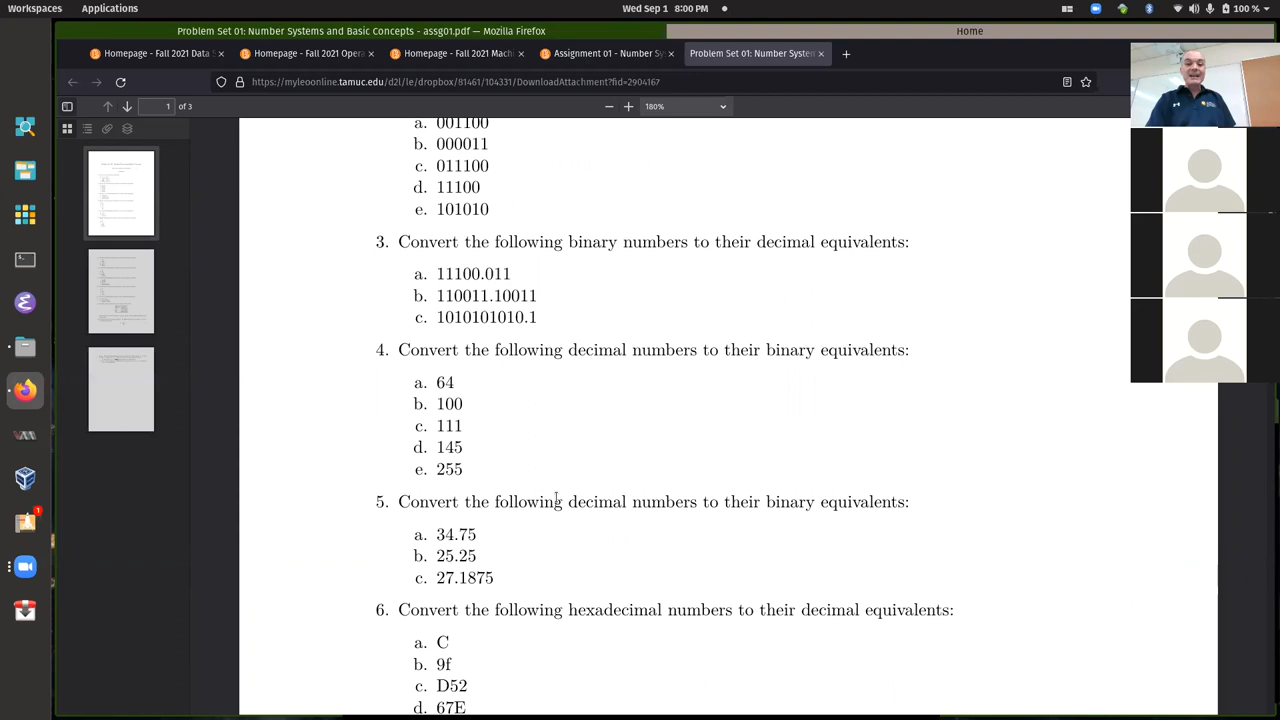 Workspaces Applications Wed Sep 1 8:00 PM 100 %
Problem Set 01: Number Systems and Basic Concepts - assg01.pdf — Mozilla Firefox Home
Homepage - Fall 2021 Data S Homepage - Fall 2021 Opera Homepage - Fall 2021 Machi Assignment 01 - Number Sy Problem Set 01: Number System
https://myleoonline.tamuc.edu/d2l/le/dropbox/81461/104331/DownloadAttachment?fid=2904167
1 of 3 180%
a. 001100
b. 000011
c. 011100
d. 11100
e. 101010
3. Convert the following binary numbers to their decimal equivalents:
a. 11100.011
b. 110011.10011
c. 1010101010.1
4. Convert the following decimal numbers to their binary equivalents:
a. 64
b. 100
c. 111
d. 145
e. 255
5. Convert the following decimal numbers to their binary equivalents:
a. 34.75
b. 25.25
c. 27.1875
6. Convert the following hexadecimal numbers to their decimal equivalents:
a. C
b. 9f
c. D52
d. 67E